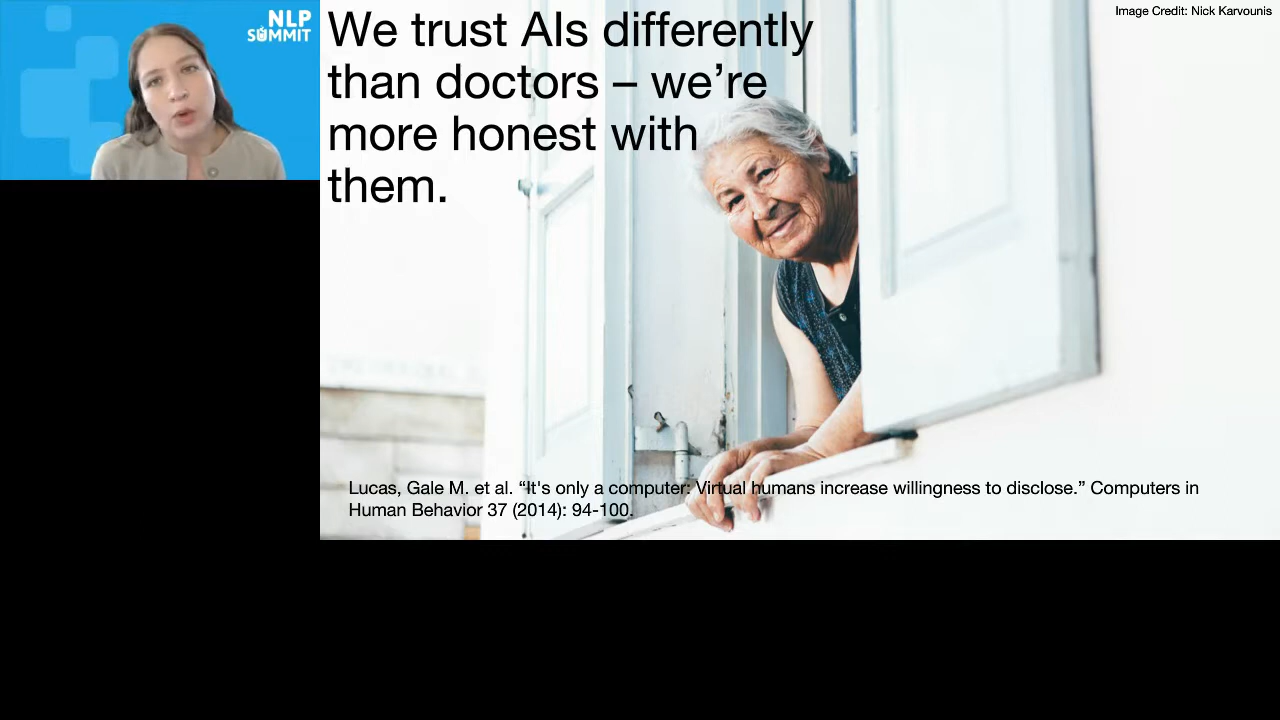 NLP
SUMMIT
We trust AIs differently
than doctors – we’re
more honest with
them.
Image Credit: Nick Karvounis
Lucas, Gale M. et al. “It's only a computer: Virtual humans increase willingness to disclose.” Computers in
Human Behavior 37 (2014): 94-100.